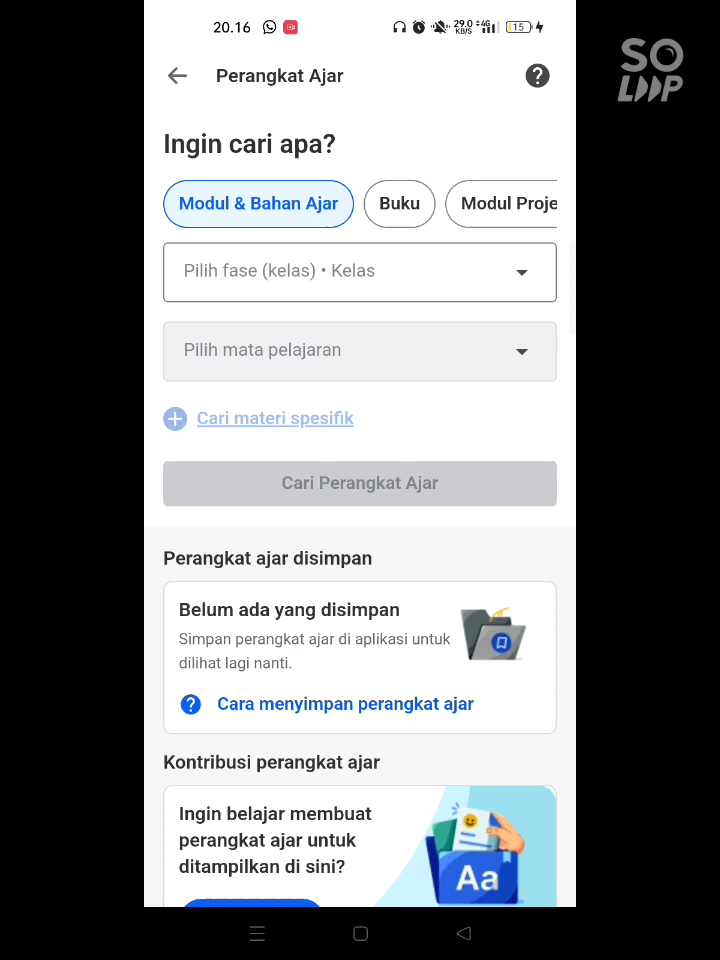 20.16
29.0
KB/S
4G
15
SO
LOOP
Perangkat Ajar
Ingin cari apa?
Modul & Bahan Ajar
Buku
Modul Proje
Pilih fase (kelas) • Kelas
Pilih mata pelajaran
Cari materi spesifik
Cari Perangkat Ajar
Perangkat ajar disimpan
Belum ada yang disimpan
Simpan perangkat ajar di aplikasi untuk
dilihat lagi nanti.
Cara menyimpan perangkat ajar
Kontribusi perangkat ajar
Ingin belajar membuat
perangkat ajar untuk
ditampilkan di sini?
Aa